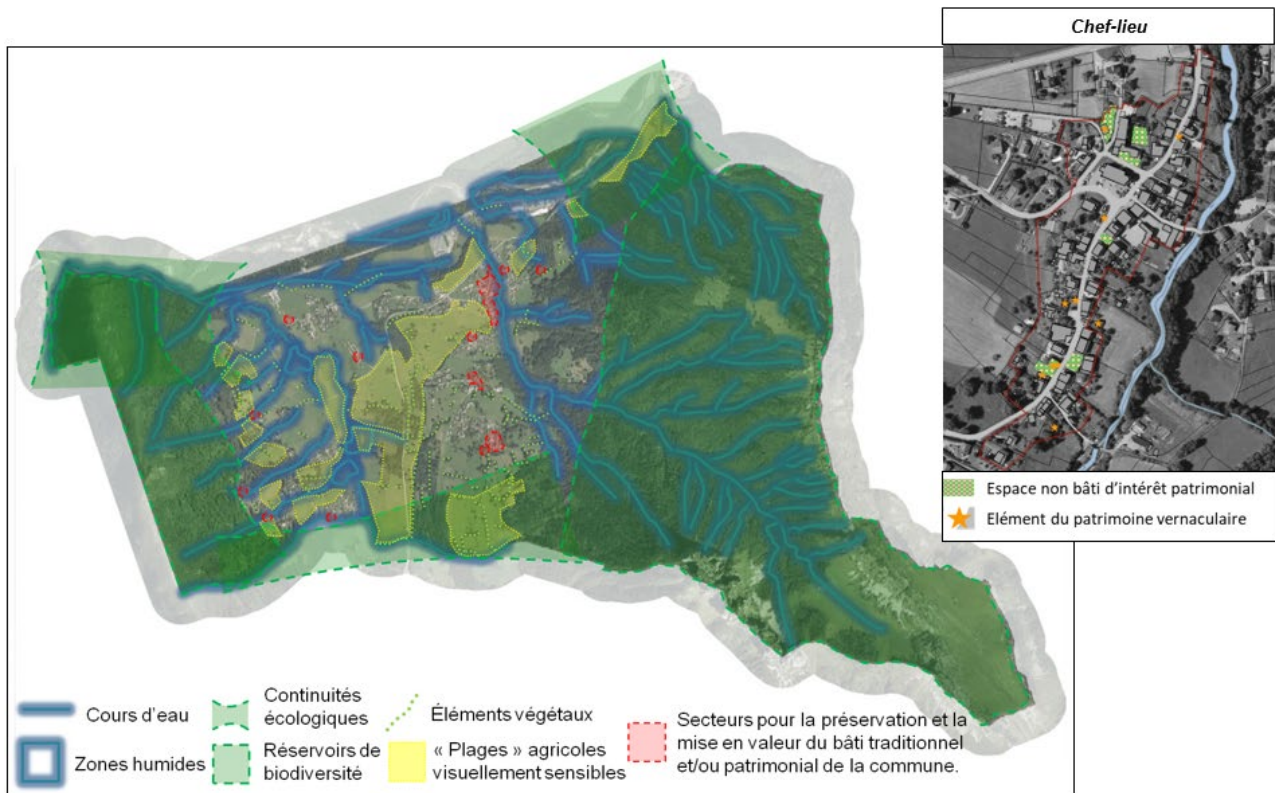 Chef-lieu
Espace non bâti d'intérêt patrimonial
Elément du patrimoine vernaculaire
Cours d'eau
Zones humides
Continuités
écologiques
Réservoirs de
biodiversité
Éléments végétaux
« Plages » agricoles
visuellement sensibles
Secteurs pour la préservation et la
mise en valeur du bâti traditionnel
et/ou patrimonial de la commune.